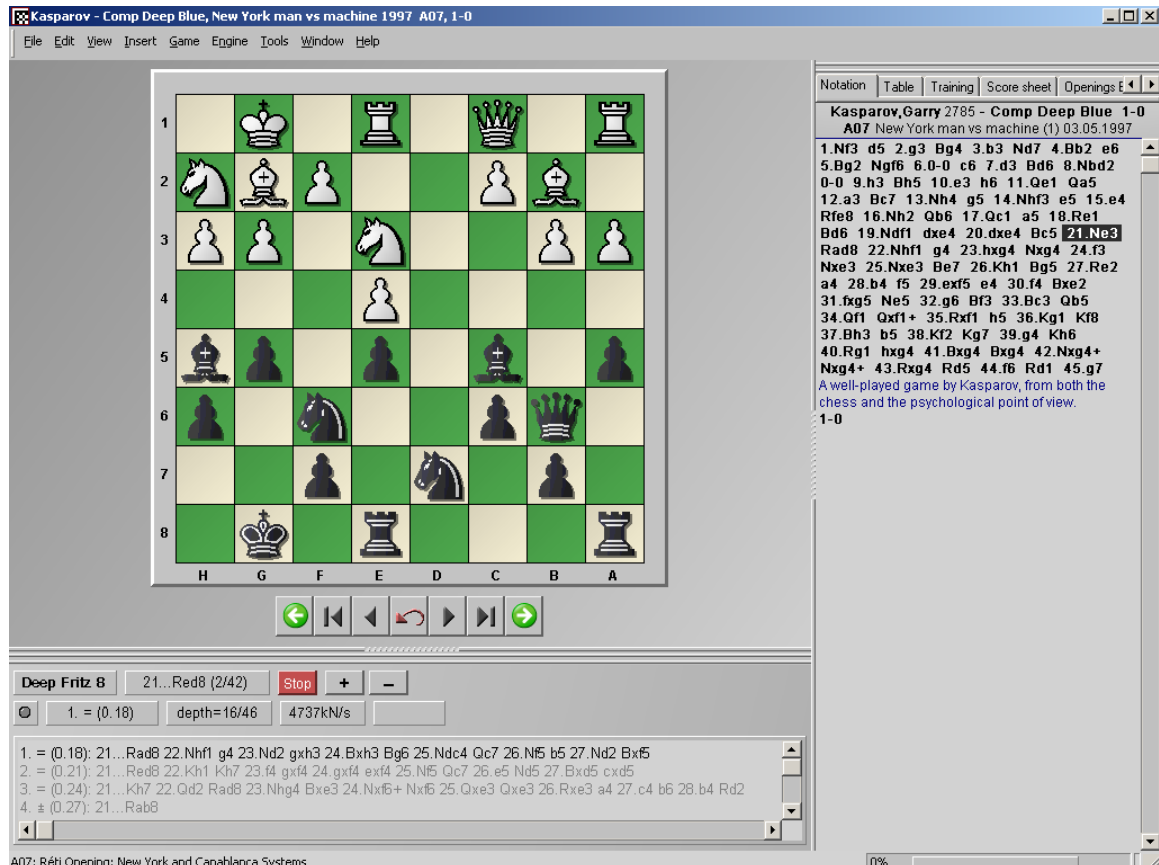 Kasparov - Comp Deep Blue, New York man vs machine 1997 A07, 1-0
File Edit View Insert Game Engine Tools Window Help
1
2
3
4
5
6
7
8
H G F E D C B A
Deep Fritz 8 21...Red8 (2/42) Stop + –
1. = (0.18) depth=16/46 4737kN/s
1. = (0.18): 21...Rad8 22.Nhf1 g4 23.Nd2 gxh3 24.Bxh3 Bg6 25.Ndc4 Qc7 26.Nf5 b5 27.Nd2 Bxf5
2. = (0.21): 21...Red8 22.Kh1 Kh7 23.f4 gxf4 24.gxf4 exf4 25.Nf5 Qc7 26.e5 Nd5 27.Bxd5 cxd5
3. = (0.24): 21...Kh7 22.Qd2 Rad8 23.Nhg4 Bxe3 24.Nxf6+ Nxf6 25.Qxe3 Qxe3 26.Rxe3 a4 27.c4 b6 28.b4 Rd2
4. ± (0.27): 21...Rab8
A07: Réti Opening: New York and Capablanca Systems
0%
Notation Table Training Score sheet Openings
Kasparov,Garry 2785 - Comp Deep Blue 1-0
A07 New York man vs machine (1) 03.05.1997
1.Nf3 d5 2.g3 Bg4 3.b3 Nd7 4.Bb2 e6
5.Bg2 Ngf6 6.0-0 c6 7.d3 Bd6 8.Nbd2
0-0 9.h3 Bh5 10.e3 h6 11.Qe1 Qa5
12.a3 Bc7 13.Nh4 g5 14.Nhf3 e5 15.e4
Rfe8 16.Nh2 Qb6 17.Qc1 a5 18.Re1
Bd6 19.Ndf1 dxe4 20.dxe4 Bc5 21.Ne3
Rad8 22.Nhf1 g4 23.hxg4 Nxg4 24.f3
Nxe3 25.Nxe3 Be7 26.Kh1 Bg5 27.Re2
a4 28.b4 f5 29.exf5 e4 30.f4 Bxe2
31.fxg5 Ne5 32.g6 Bf3 33.Bc3 Qb5
34.Qf1 Qxf1+ 35.Rxf1 h5 36.Kg1 Kf8
37.Bh3 b5 38.Kf2 Kg7 39.g4 Kh6
40.Rg1 hxg4 41.Bxg4 Bxg4 42.Nxg4+
Nxg4+ 43.Rxg4 Rd5 44.f6 Rd1 45.g7
A well-played game by Kasparov, from both the
chess and the psychological point of view.
1-0